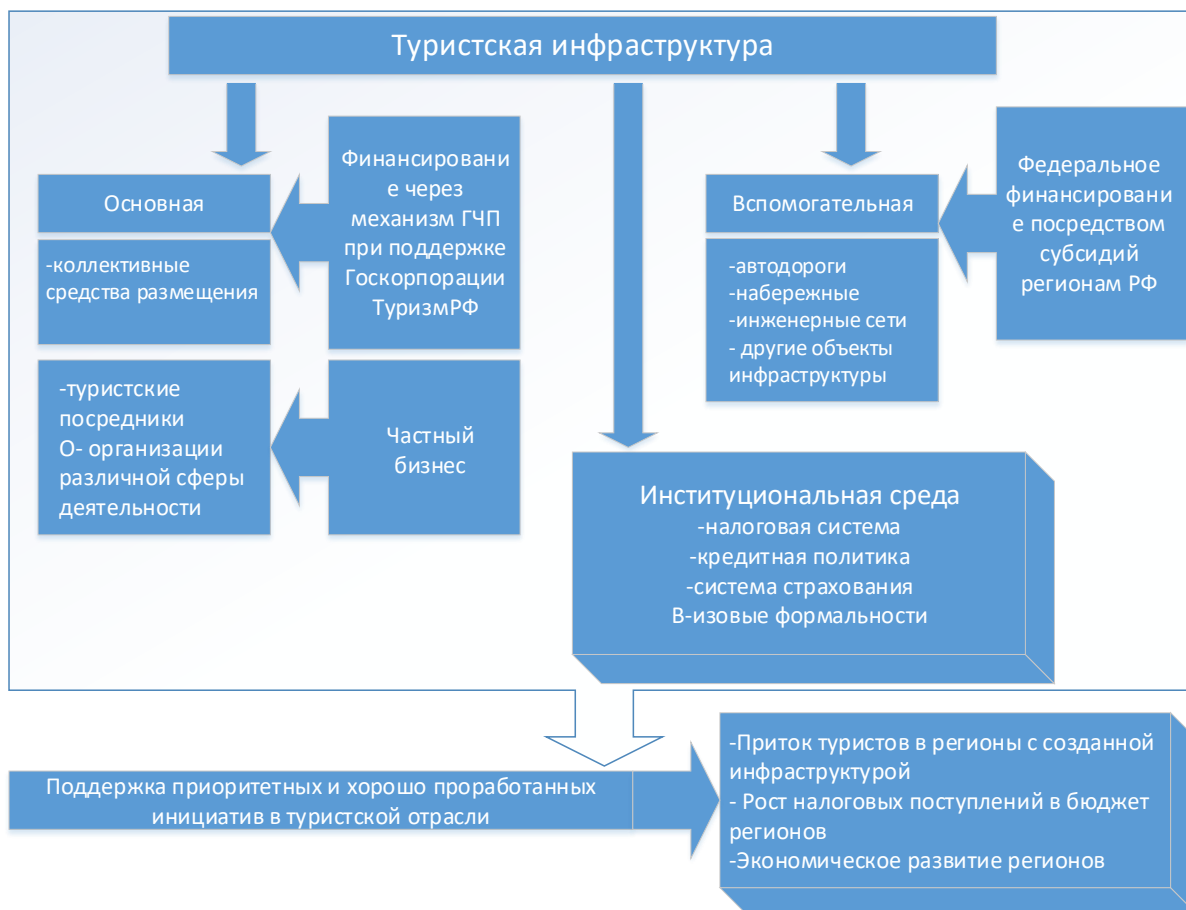 Туристская инфраструктура
Основная
-коллективные
средства размещения
Финансировани
е через
механизм ГЧП
при поддержке
Госкорпорации
ТуризмРФ
-туристские
посредники
О- организации
различной сферы
деятельности
Частный
бизнес
Вспомогательная
-автодороги
-набережные
-инженерные сети
- другие объекты
инфраструктуры
Федеральное
финансировани
е посредством
субсидий
регионам РФ
Институциональная среда
-налоговая система
-кредитная политика
-система страхования
В-изовые формальности
Поддержка приоритетных и хорошо проработанных
инициатив в туристской отрасли
-Приток туристов в регионы с созданной
инфраструктурой
- Рост налоговых поступлений в бюджет
регионов
-Экономическое развитие регионов